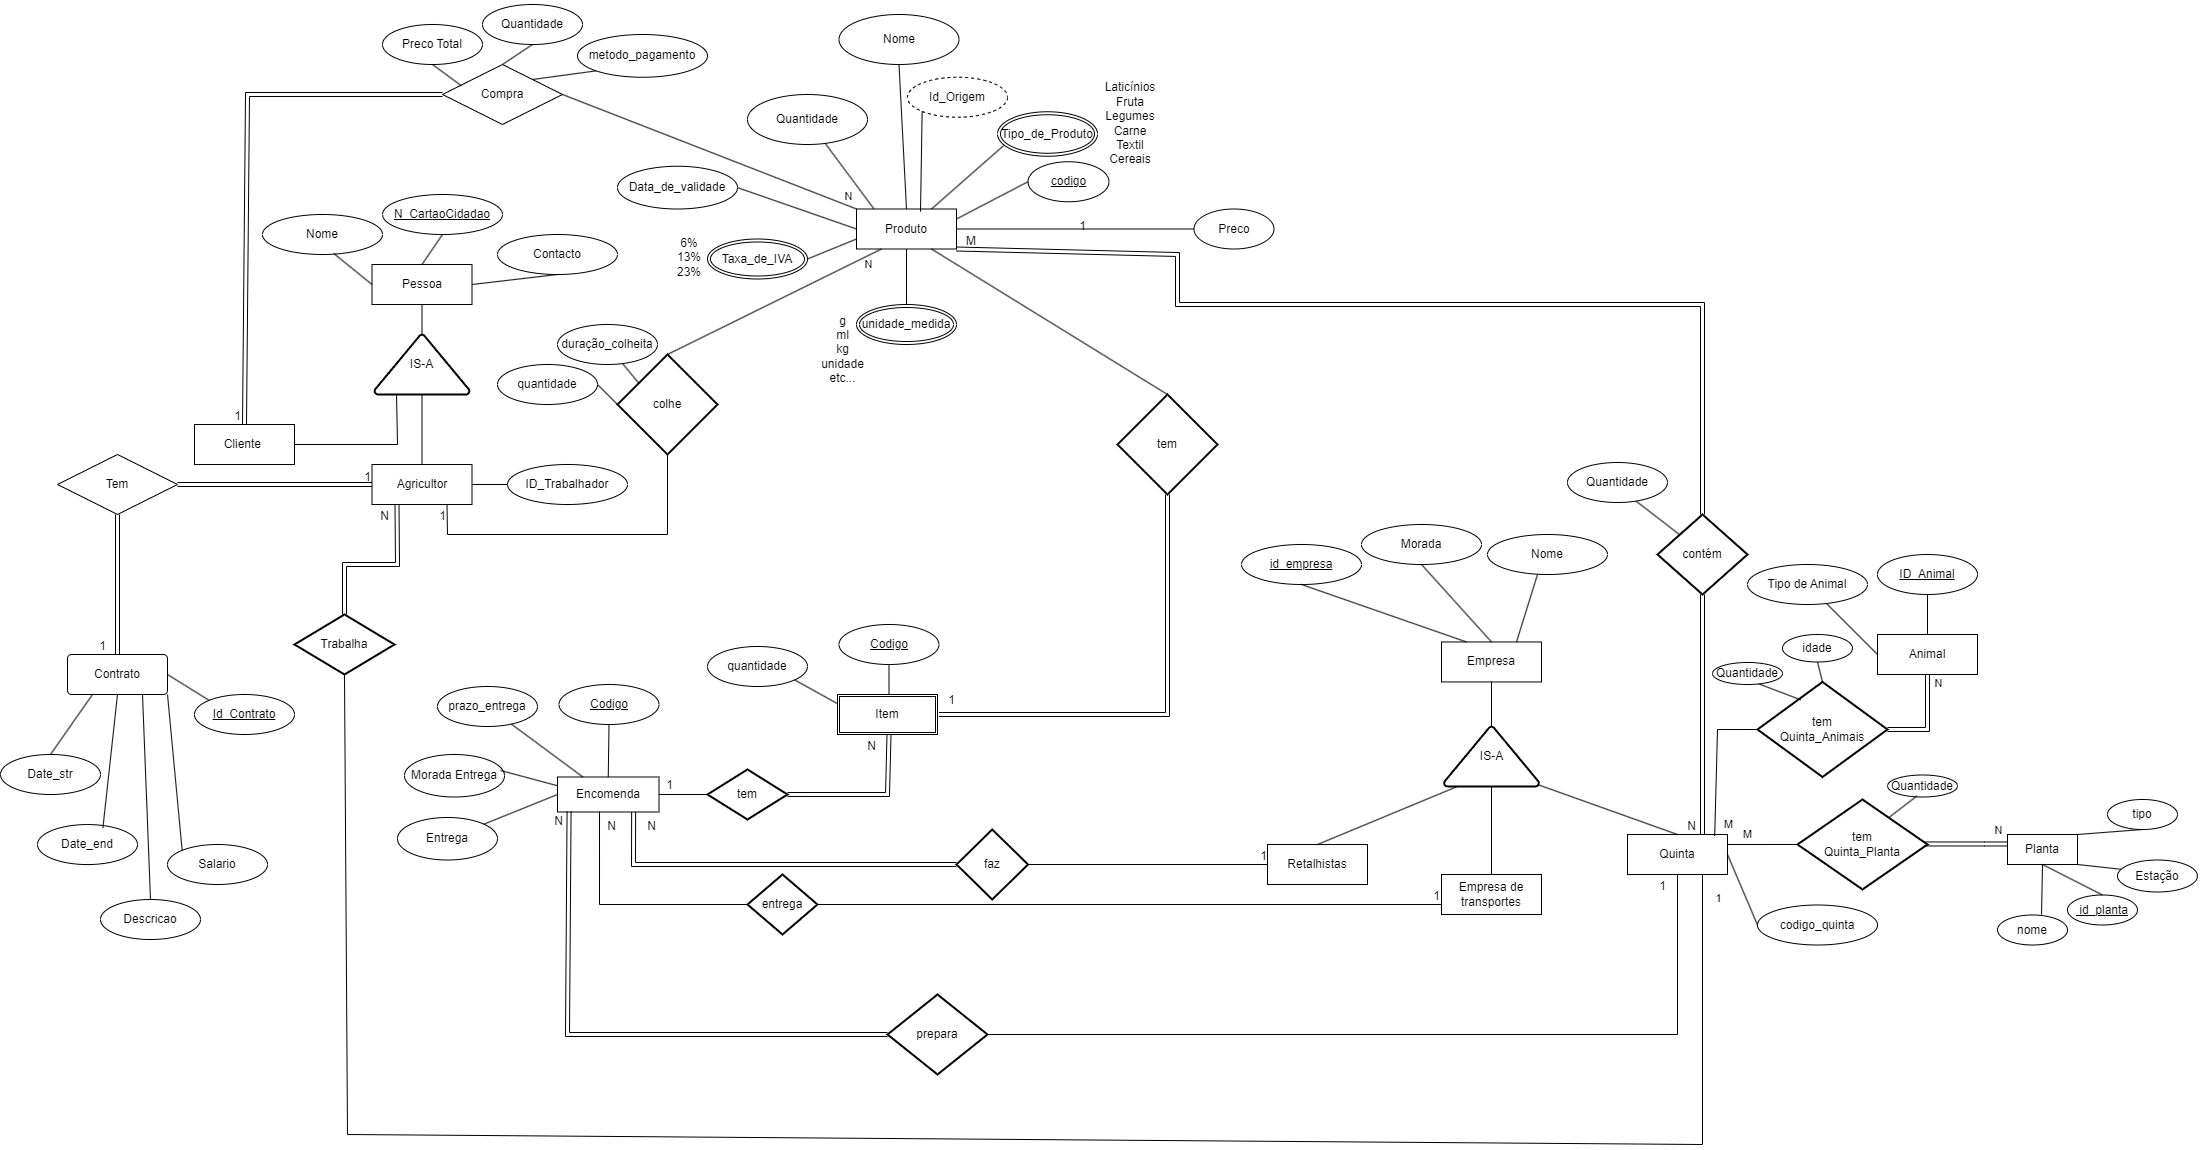 Quantidade
Preco Total
metodo_pagamento
Compra
Nome
Id_Origem
Quantidade
Tipo_de_Produto
Laticínios
Fruta
Legumes
Carne
Textil
Cereais
codigo
Data_de_validade
N
Produto
1
Preco
M
6%
13%
23%
Taxa_de_IVA
N
g
ml
kg
unidade
etc...
unidade_medida
N_CartaoCidadao
Nome
Contacto
Pessoa
IS-A
duração_colheita
quantidade
colhe
1
Cliente
Tem
1
Agricultor
ID_Trabalhador
N
1
tem
Quantidade
contém
id_empresa
Morada
Nome
Empresa
IS-A
Tipo de Animal
ID_Animal
Animal
N
idade
Quantidade
tem
Quinta_Animais
Trabalha
1
Contrato
Id_Contrato
Date_str
Date_end
Salario
Descricao
Codigo
quantidade
Item
1
N
prazo_entrega
Codigo
Morada Entrega
Encomenda
1
tem
Entrega
N
N
N
faz
1
Retalhistas
entrega
1
Empresa de
transportes
N
M
M
Quinta
1
1
codigo_quinta
Quantidade
tem
Quinta_Planta
N
Planta
tipo
Estação
id_planta
nome
prepara